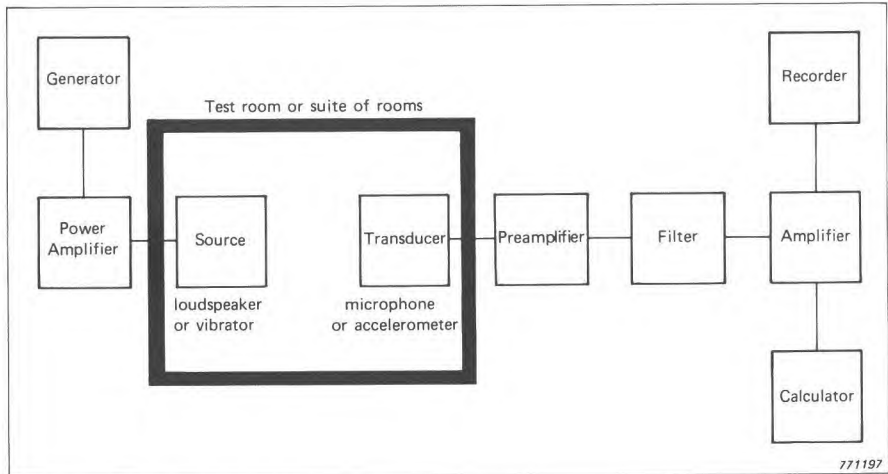 Generator
Recorder
Test room or suite of rooms
Power
Amplifier
Source
Transducer
Preamplifier
Filter
Amplifier
loudspeaker
or vibrator
microphone
or accelerometer
Calculator
771197